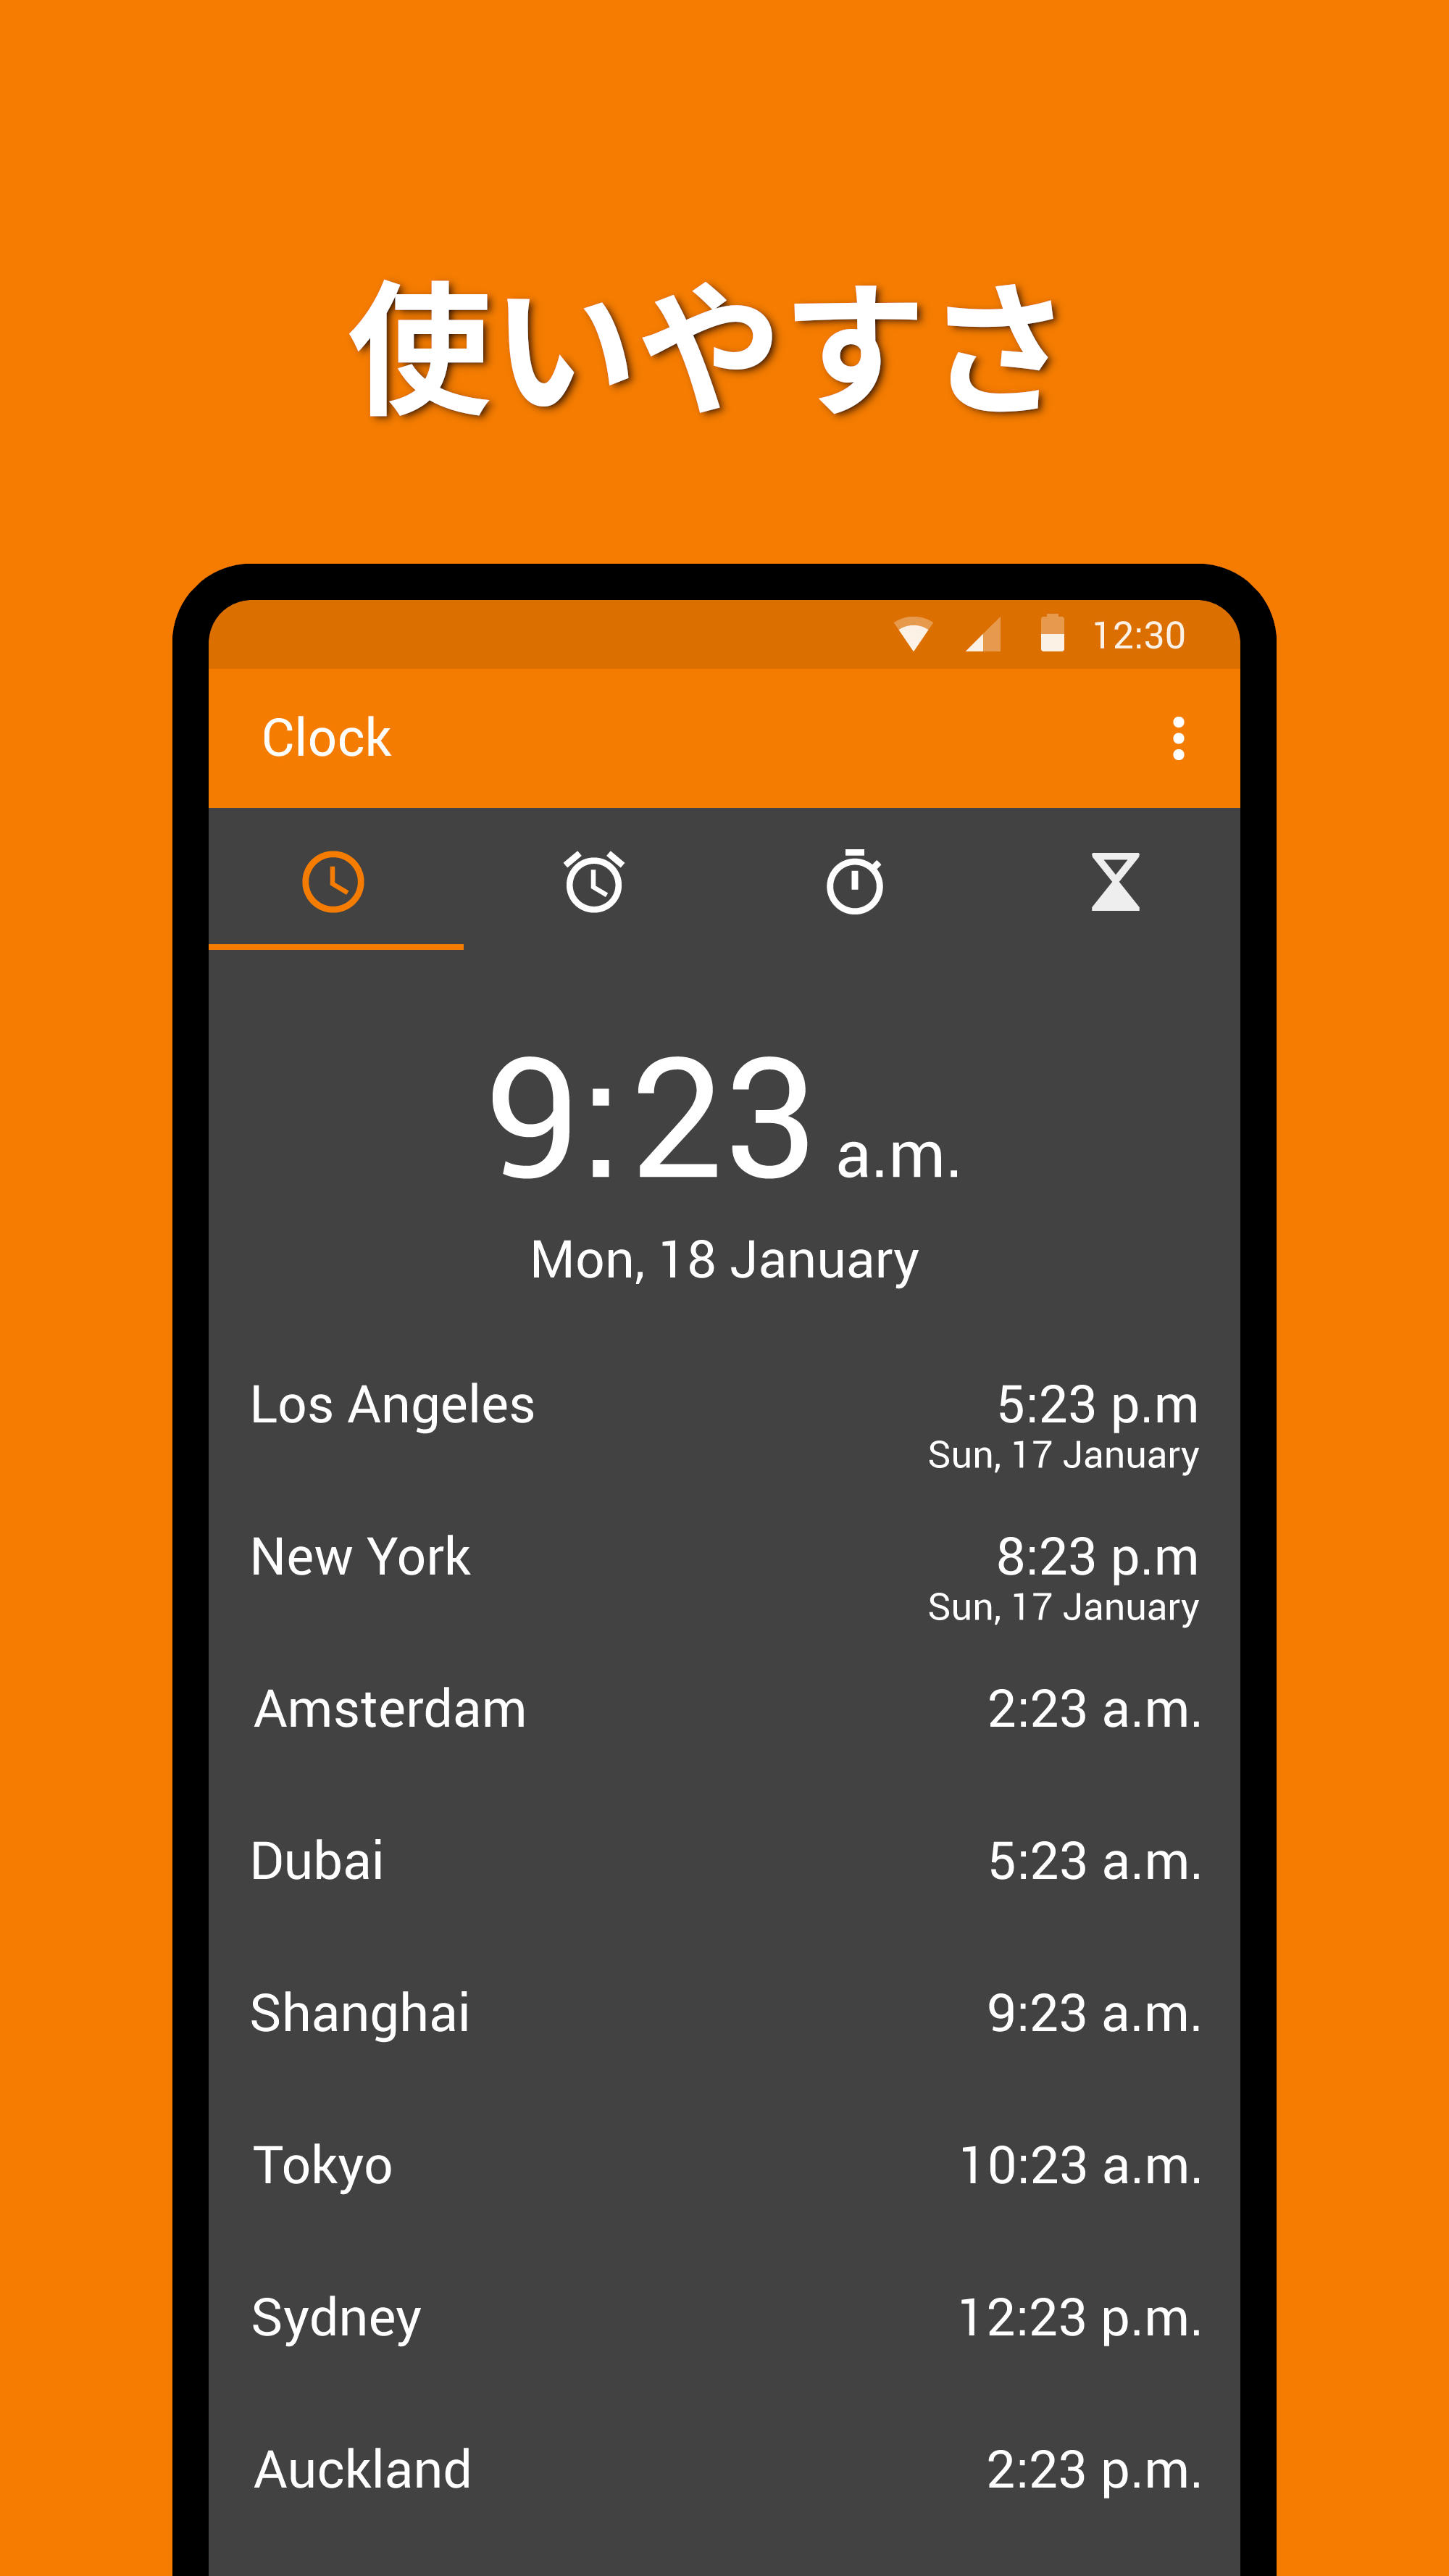 使いやすさ
12:30
Clock
9:23 a.m.
Mon, 18 January
Los Angeles 5:23 p.m
Sun, 17 January
New York 8:23 p.m
Sun, 17 January
Amsterdam 2:23 a.m.
Dubai 5:23 a.m.
Shanghai 9:23 a.m.
Tokyo 10:23 a.m.
Sydney 12:23 p.m.
Auckland 2:23 p.m.